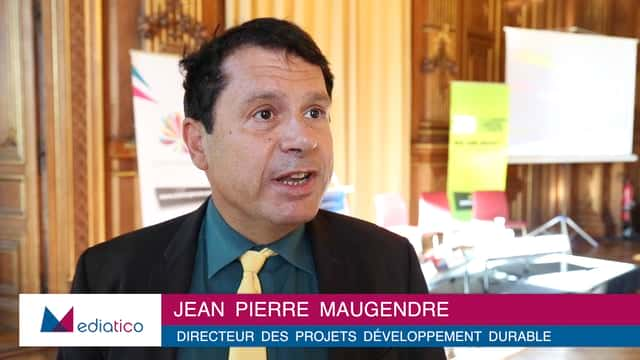 JEAN PIERRE MAUGENDRE
Mediatico
DIRECTEUR DES PROJETS DÉVELOPPEMENT DURABLE